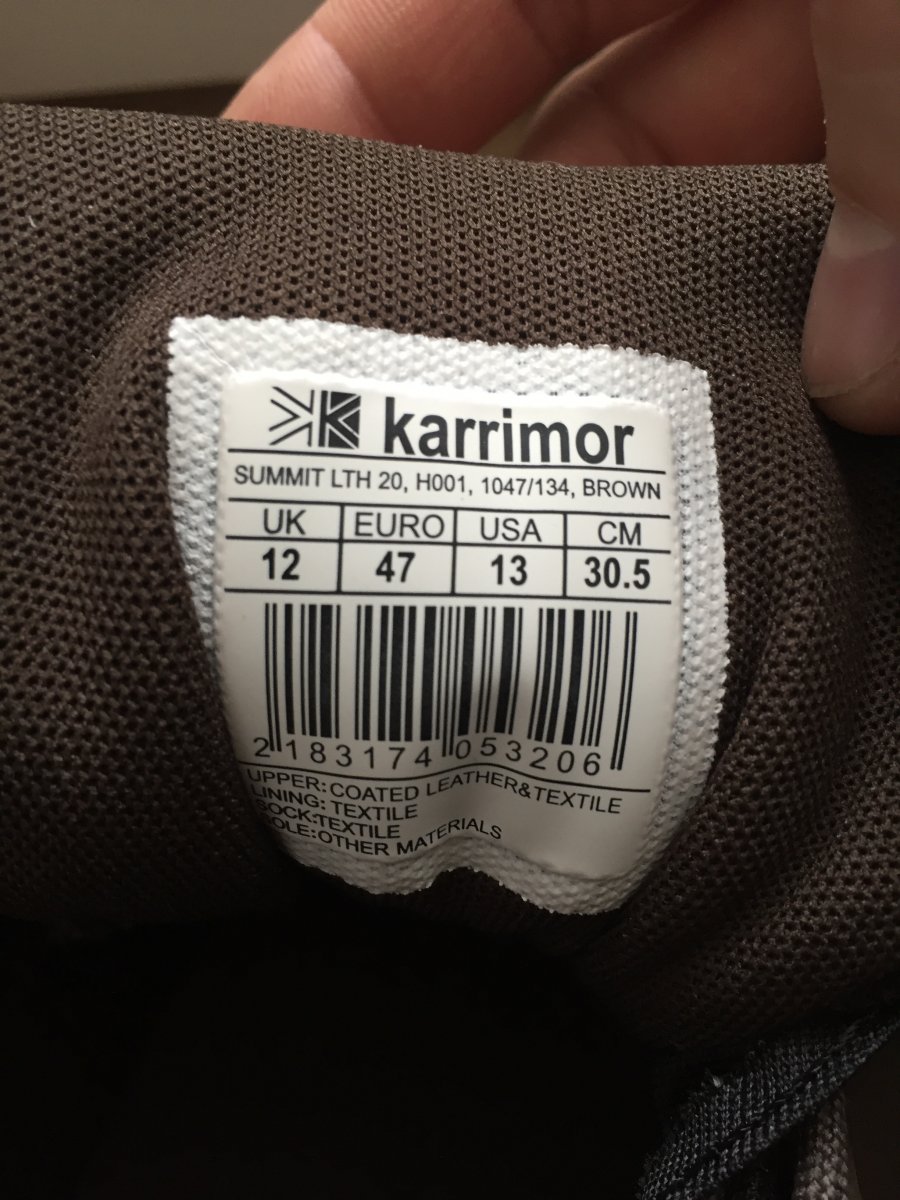 karrimor
SUMMIT LTH 20, H001, 1047/134, BROWN
UK EURO USA CM
12 47 13 30.5
2 183174 053206
UPPER:COATED LEATHER&TEXTILE
LINING: TEXTILE
SOCK:TEXTILE
SOLE:OTHER MATERIALS